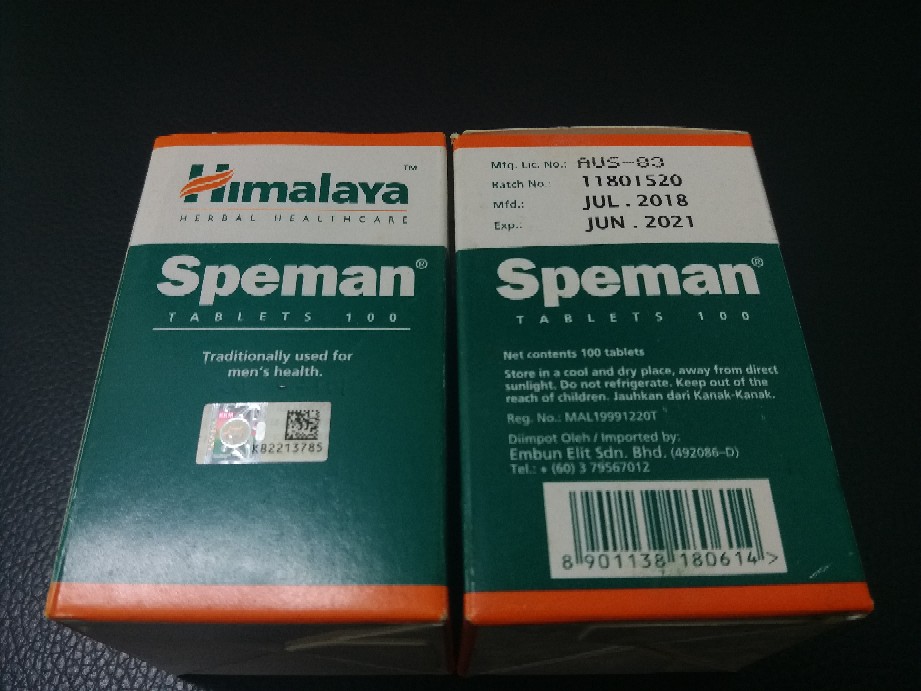 Himalaya™
HERBAL HEALTHCARE
Speman®
TABLETS 100
Traditionally used for
men's health.
KKM
KB2213785
Mfg. Lic. No.: AUS-83
Batch No.: 11801520
Mfd.: JUL . 2018
Exp.: JUN . 2021
Speman®
TABLETS 100
Net contents 100 tablets
Store in a cool and dry place, away from direct
sunlight. Do not refrigerate. Keep out of the
reach of children. Jauhkan dari Kanak-Kanak.
Reg. No.: MAL19991220T
Diimpot Oleh / Imported by:
Embun Elit Sdn. Bhd. (492086-D)
Tel.: + (60) 3 79567012
8 901138 180614 >